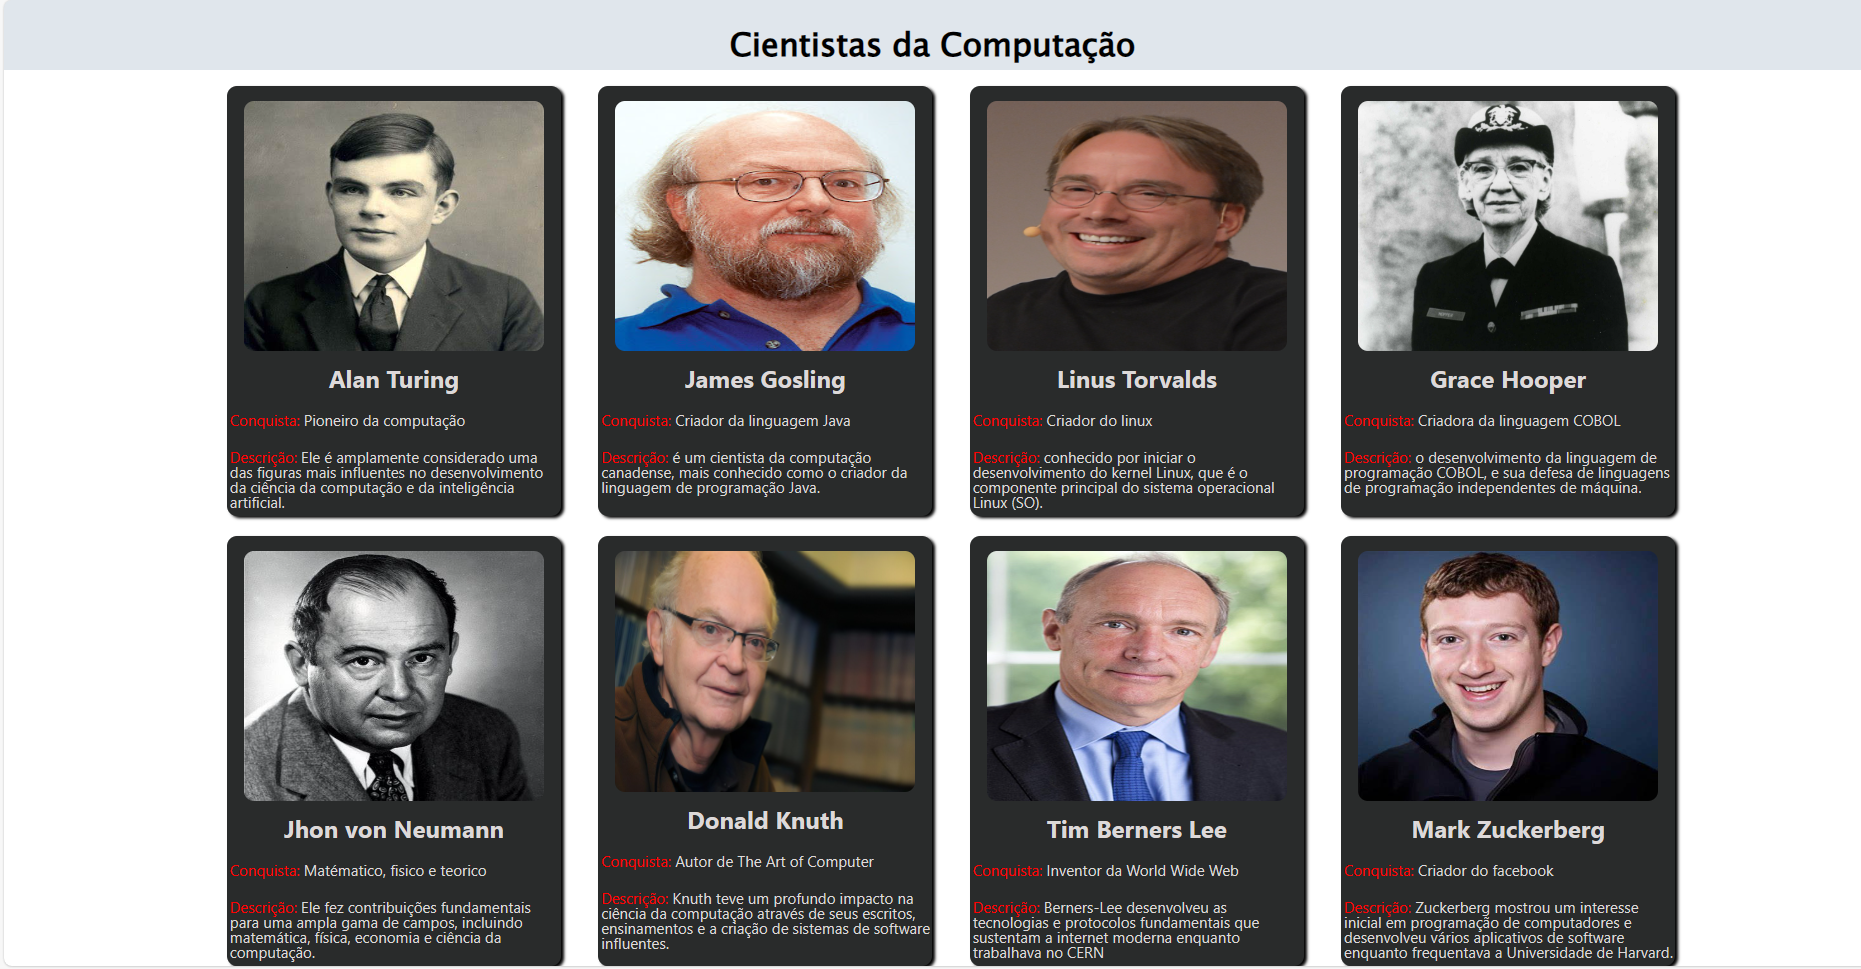 Cientistas da Computação
Alan Turing
Conquista: Pioneiro da computação
Descrição: Ele é amplamente considerado uma
das figuras mais influentes no desenvolvimento
da ciência da computação e da inteligência
artificial.
James Gosling
Conquista: Criador da linguagem Java
Descrição: é um cientista da computação
canadense, mais conhecido como o criador da
linguagem de programação Java.
Linus Torvalds
Conquista: Criador do linux
Descrição: conhecido por iniciar o
desenvolvimento do kernel Linux, que é o
componente principal do sistema operacional
Linux (SO).
Grace Hooper
Conquista: Criadora da linguagem COBOL
Descrição: o desenvolvimento da linguagem de
programação COBOL, e sua defesa de linguagens
de programação independentes de máquina.
Jhon von Neumann
Conquista: Matématico, fisico e teorico
Descrição: Ele fez contribuições fundamentais
para uma ampla gama de campos, incluindo
matemática, física, economia e ciência da
computação.
Donald Knuth
Conquista: Autor de The Art of Computer
Descrição: Knuth teve um profundo impacto na
ciência da computação através de seus escritos,
ensinamentos e a criação de sistemas de software
influentes.
Tim Berners Lee
Conquista: Inventor da World Wide Web
Descrição: Berners-Lee desenvolveu as
tecnologias e protocolos fundamentais que
sustentam a internet moderna enquanto
trabalhava no CERN
Mark Zuckerberg
Conquista: Criador do facebook
Descrição: Zuckerberg mostrou um interesse
inicial em programação de computadores e
desenvolveu vários aplicativos de software
enquanto frequentava a Universidade de Harvard.